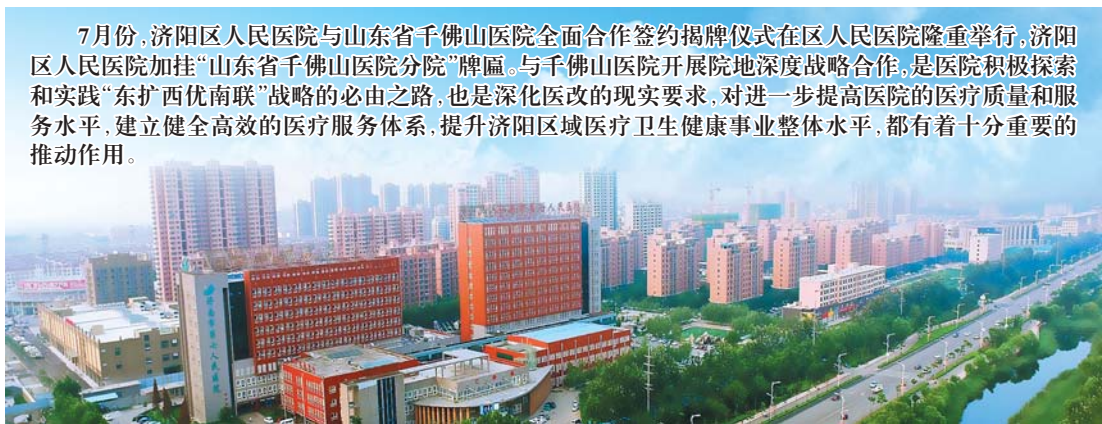 7月份,济阳区人民医院与山东省千佛山医院全面合作签约揭牌仪式在区人民医院隆重举行,济阳
区人民医院加挂“山东省千佛山医院分院”牌匾。与千佛山医院开展院地深度战略合作,是医院积极探索
和实践“东扩西优南联”战略的必由之路,也是深化医改的现实要求,对进一步提高医院的医疗质量和服
务水平,建立健全高效的医疗服务体系,提升济阳区域医疗卫生健康事业整体水平,都有着十分重要的
推动作用。
人民医院
人民医院